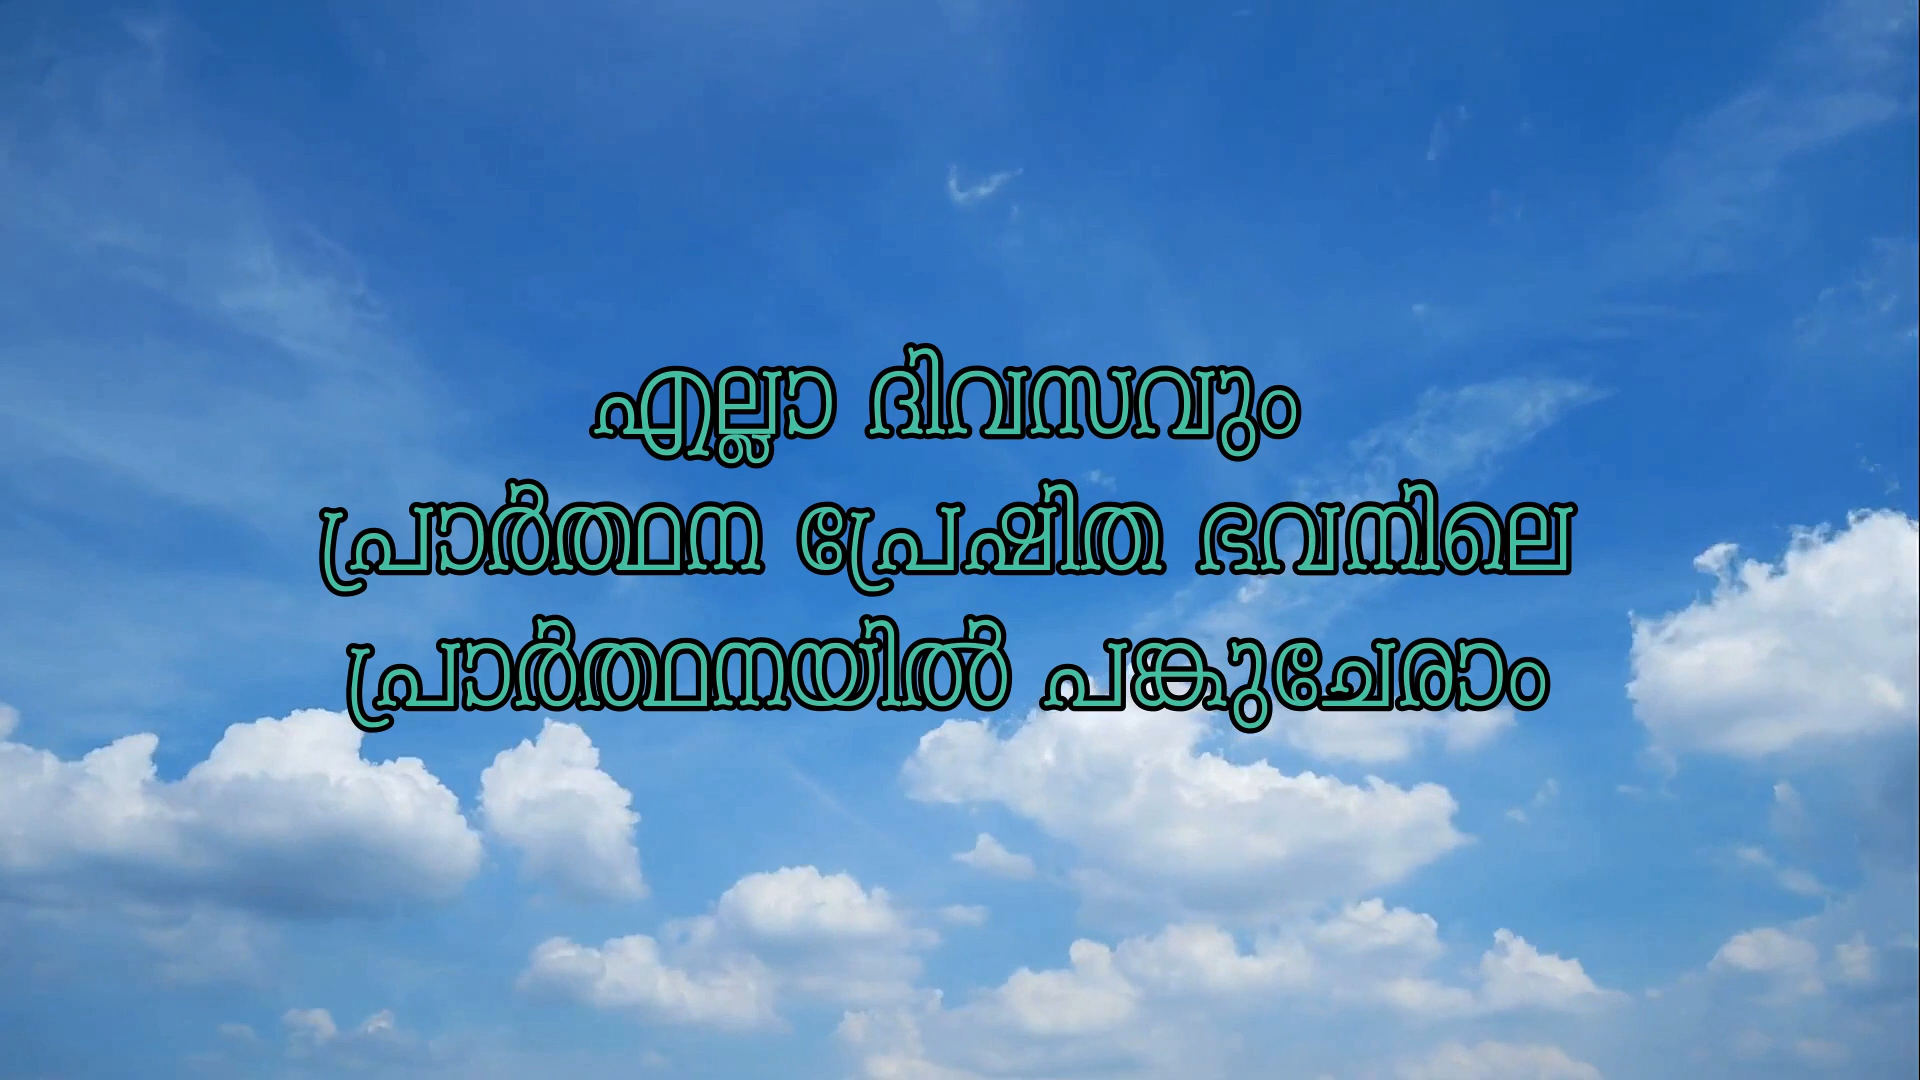 എല്ലാ ദിവസവും
പ്രാർത്ഥന പ്രേഷിത ഭവനിലെ
പ്രാർത്ഥനയിൽ പങ്കുചേരാം